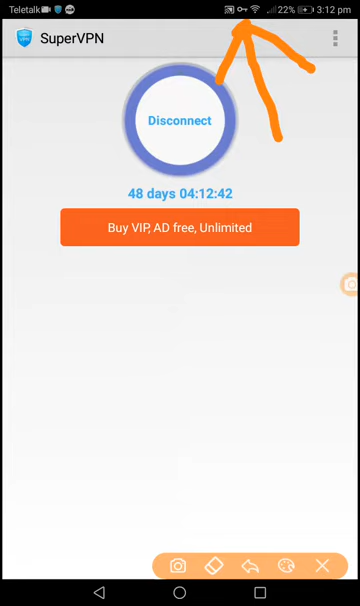 Teletalk 22% 3:12 pm
SuperVPN
Disconnect
48 days 04:12:42
Buy VIP, AD free, Unlimited